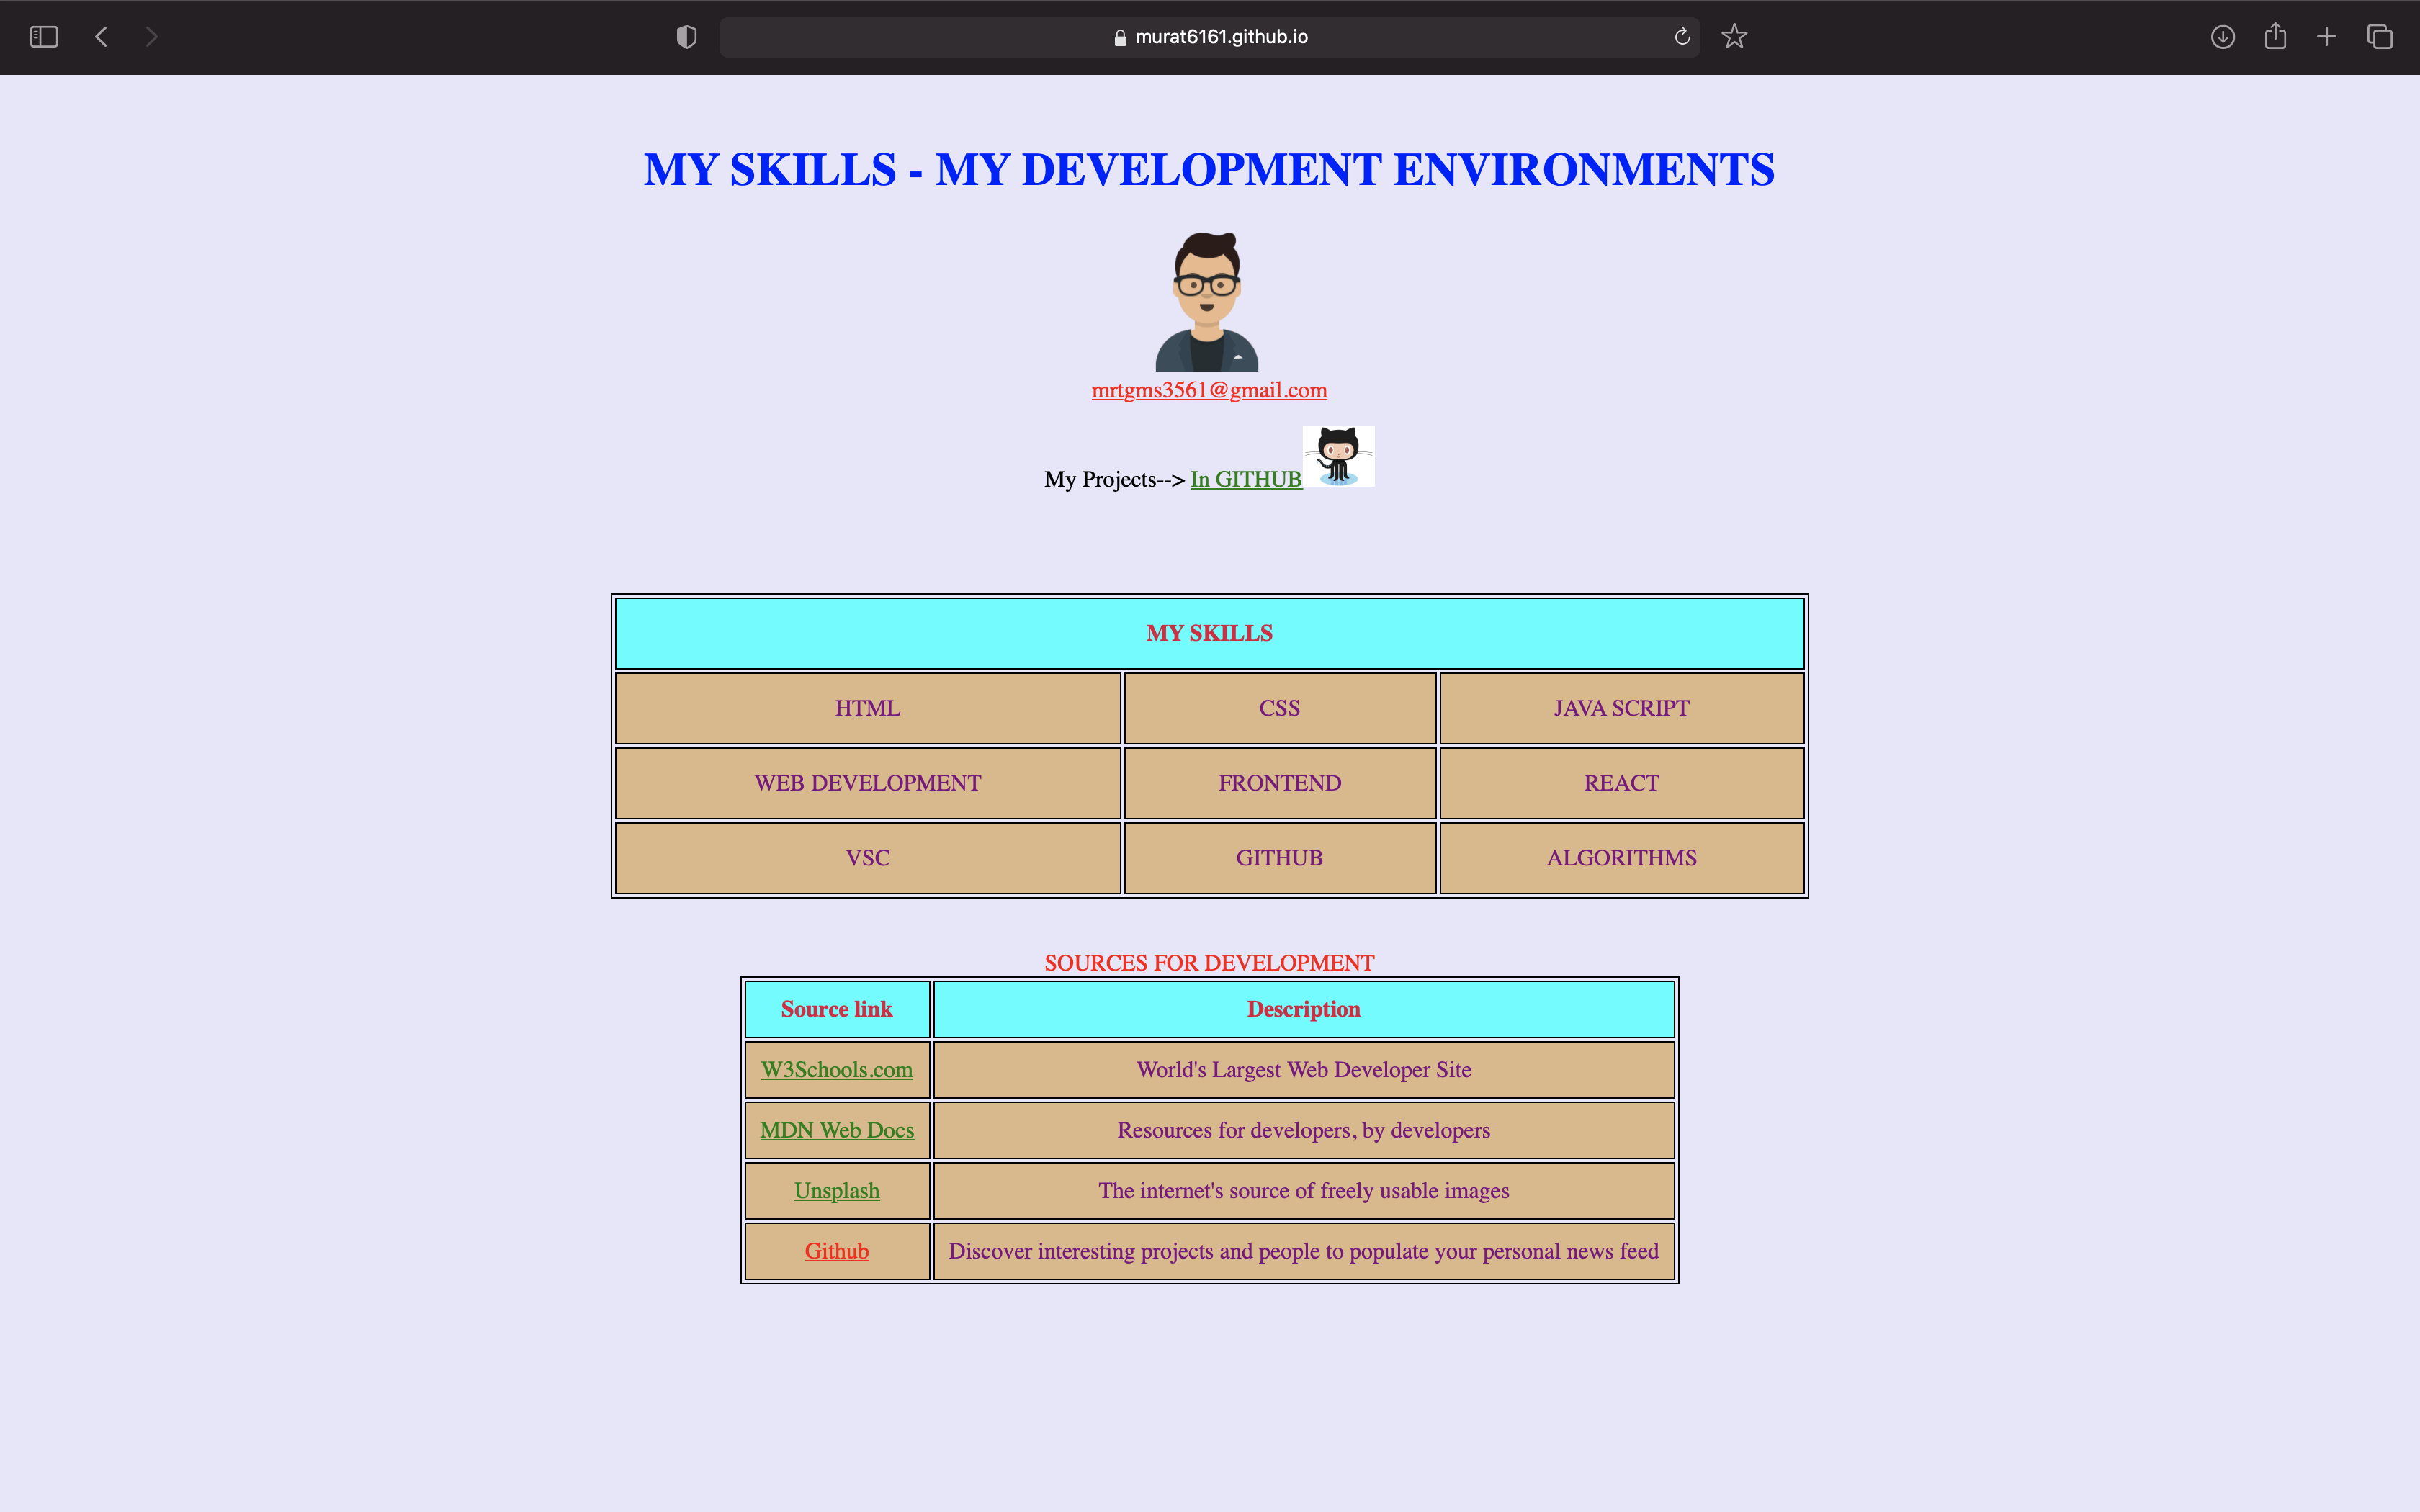 murat6161.github.io
MY SKILLS - MY DEVELOPMENT ENVIRONMENTS
mrtgms3561@gmail.com
My Projects--> In GITHUB
MY SKILLS
HTML CSS JAVA SCRIPT
WEB DEVELOPMENT FRONTEND REACT
VSC GITHUB ALGORITHMS
SOURCES FOR DEVELOPMENT
Source link Description
W3Schools.com World's Largest Web Developer Site
MDN Web Docs Resources for developers, by developers
Unsplash The internet's source of freely usable images
Github Discover interesting projects and people to populate your personal news feed